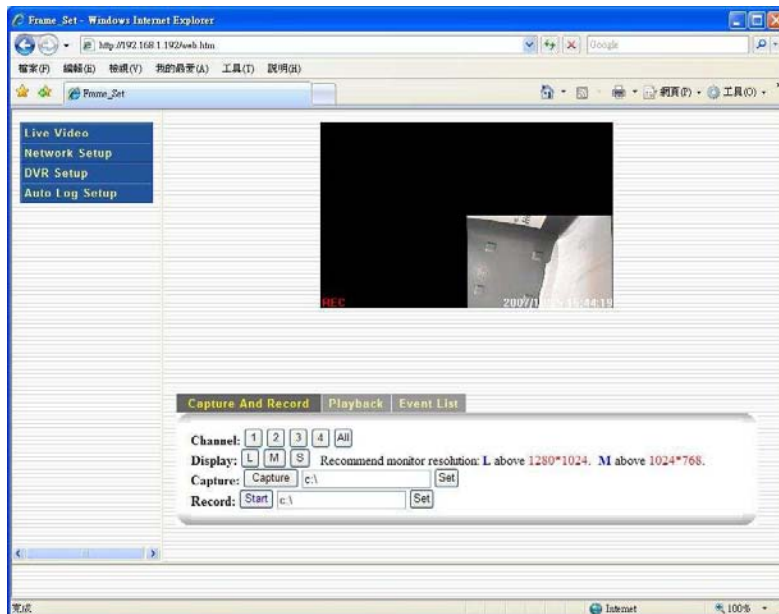 Frame_Set - Windows Internet Explorer
http://192.168.1.192/web.htm
Google
檔案(F) 編輯(E) 檢視(V) 我的最愛(A) 工具(T) 說明(H)
Frame_Set
網頁(P) 工具(O)
Live Video
Network Setup
DVR Setup
Auto Log Setup
REC
Capture And Record Playback Event List
Channel: 1 2 3 4 All
Display: L M S Recommend monitor resolution: L above 1280*1024. M above 1024*768.
Capture: Capture c:\ Set
Record: Start c:\ Set
完成 Internet 100%